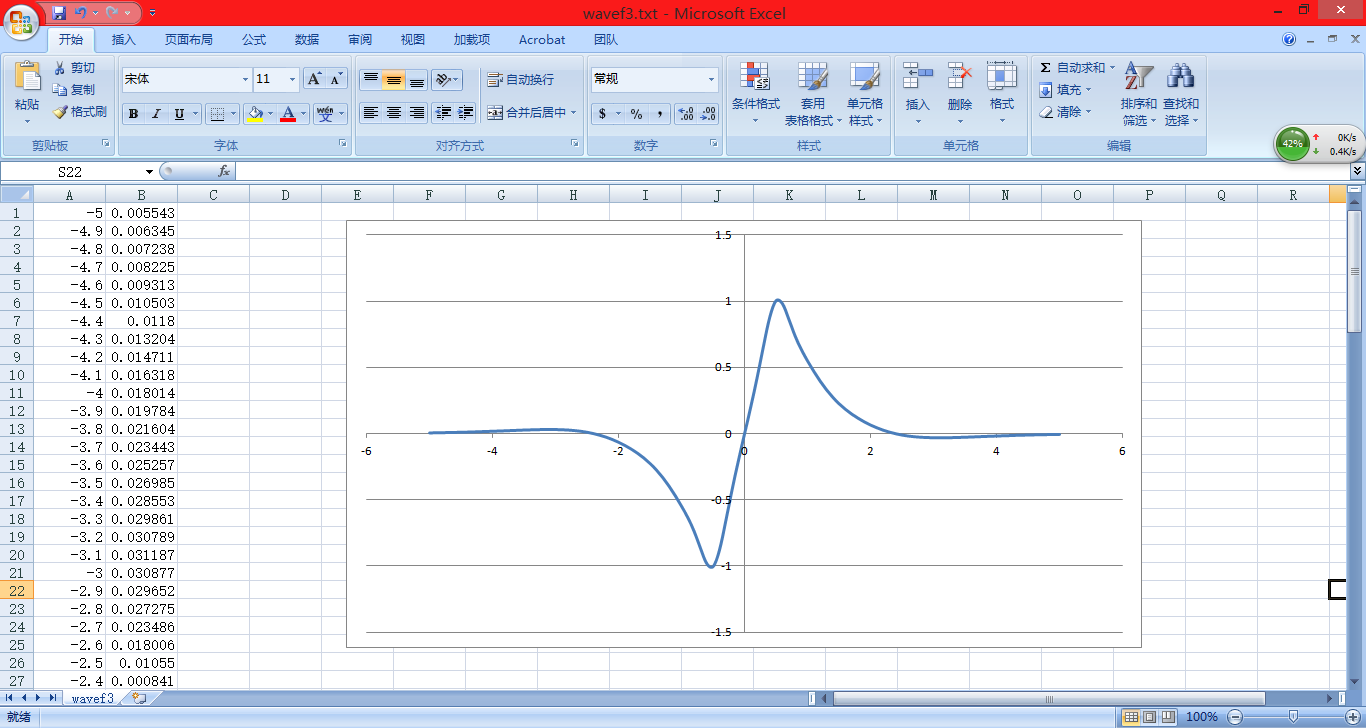 wavef3.txt - Microsoft Excel
开始 插入 页面布局 公式 数据 审阅 视图 加载项 Acrobat 团队
粘贴 剪切 复制 格式刷 剪贴板
宋体 11 A A
B I U A wén 字体
自动换行 合并后居中 对齐方式
常规 $ % , .0 .00 .00 .0 数字
条件格式 套用 表格格式 单元格 样式 样式
插入 删除 格式 单元格
Σ 自动求和 填充 清除 排序和 筛选 查找和 选择 编辑
42% 0K/s
0.4K/s
S22 fx
A B C D E F G H I J K L M N O P Q R
1 -5 0.005543
2 -4.9 0.006345
3 -4.8 0.007238
4 -4.7 0.008225
5 -4.6 0.009313
6 -4.5 0.010503
7 -4.4 0.0118
8 -4.3 0.013204
9 -4.2 0.014711
10 -4.1 0.016318
11 -4 0.018014
12 -3.9 0.019784
13 -3.8 0.021604
14 -3.7 0.023443
15 -3.6 0.025257
16 -3.5 0.026985
17 -3.4 0.028553
18 -3.3 0.029861
19 -3.2 0.030789
20 -3.1 0.031187
21 -3 0.030877
22 -2.9 0.029652
23 -2.8 0.027275
24 -2.7 0.023486
25 -2.6 0.018006
26 -2.5 0.01055
27 -2.4 0.000841
1.5
1
0.5
0
-0.5
-1
-1.5
-6 -4 -2 0 2 4 6
wavef3
就绪 100%